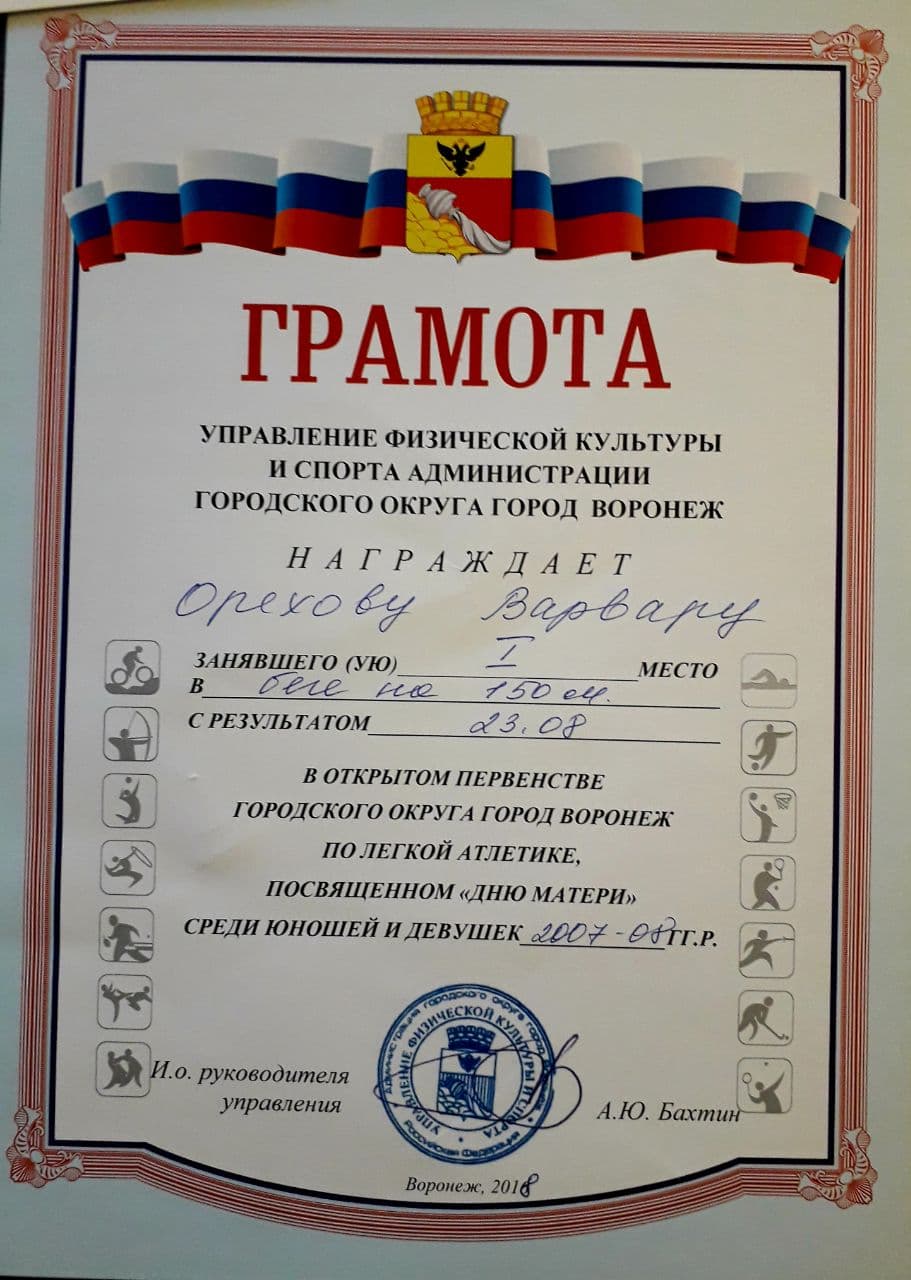 ГРАМОТА
УПРАВЛЕНИЕ ФИЗИЧЕСКОЙ КУЛЬТУРЫ
И СПОРТА АДМИНИСТРАЦИИ
ГОРОДСКОГО ОКРУГА ГОРОД ВОРОНЕЖ
НАГРАЖДАЕТ
Орехову Варвару
ЗАНЯВШЕГО (УЮ) I МЕСТО
В беге на 150 м.
С РЕЗУЛЬТАТОМ 23.08
В ОТКРЫТОМ ПЕРВЕНСТВЕ
ГОРОДСКОГО ОКРУГА ГОРОД ВОРОНЕЖ
ПО ЛЕГКОЙ АТЛЕТИКЕ,
ПОСВЯЩЕННОМ «ДНЮ МАТЕРИ»
СРЕДИ ЮНОШЕЙ И ДЕВУШЕК 2007-08 ГГ.Р.
Администрация городского округа город
УПРАВЛЕНИЕ ФИЗИЧЕСКОЙ КУЛЬТУРЫ И СПОРТА
Российская Федерация
И.о. руководителя
управления
А.Ю. Бахтин
Воронеж, 2018